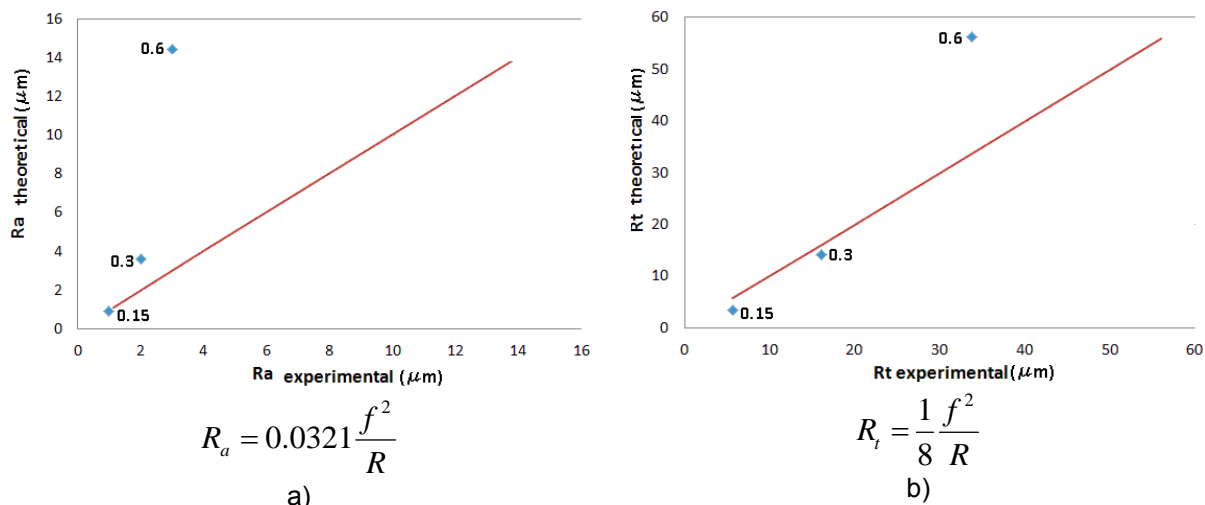 16
14
12
10
8
6
4
2
0
Ra theoretical (μm)
0.6
0.3
0.15
0 2 4 6 8 10 12 14 16
Ra experimental (μm)
R_a = 0.0321 f^2/R
a)
60
50
40
30
20
10
0
Rt theoretical (μm)
0.6
0.3
0.15
0 10 20 30 40 50 60
Rt experimental (μm)
R_t = 1/8 f^2/R
b)